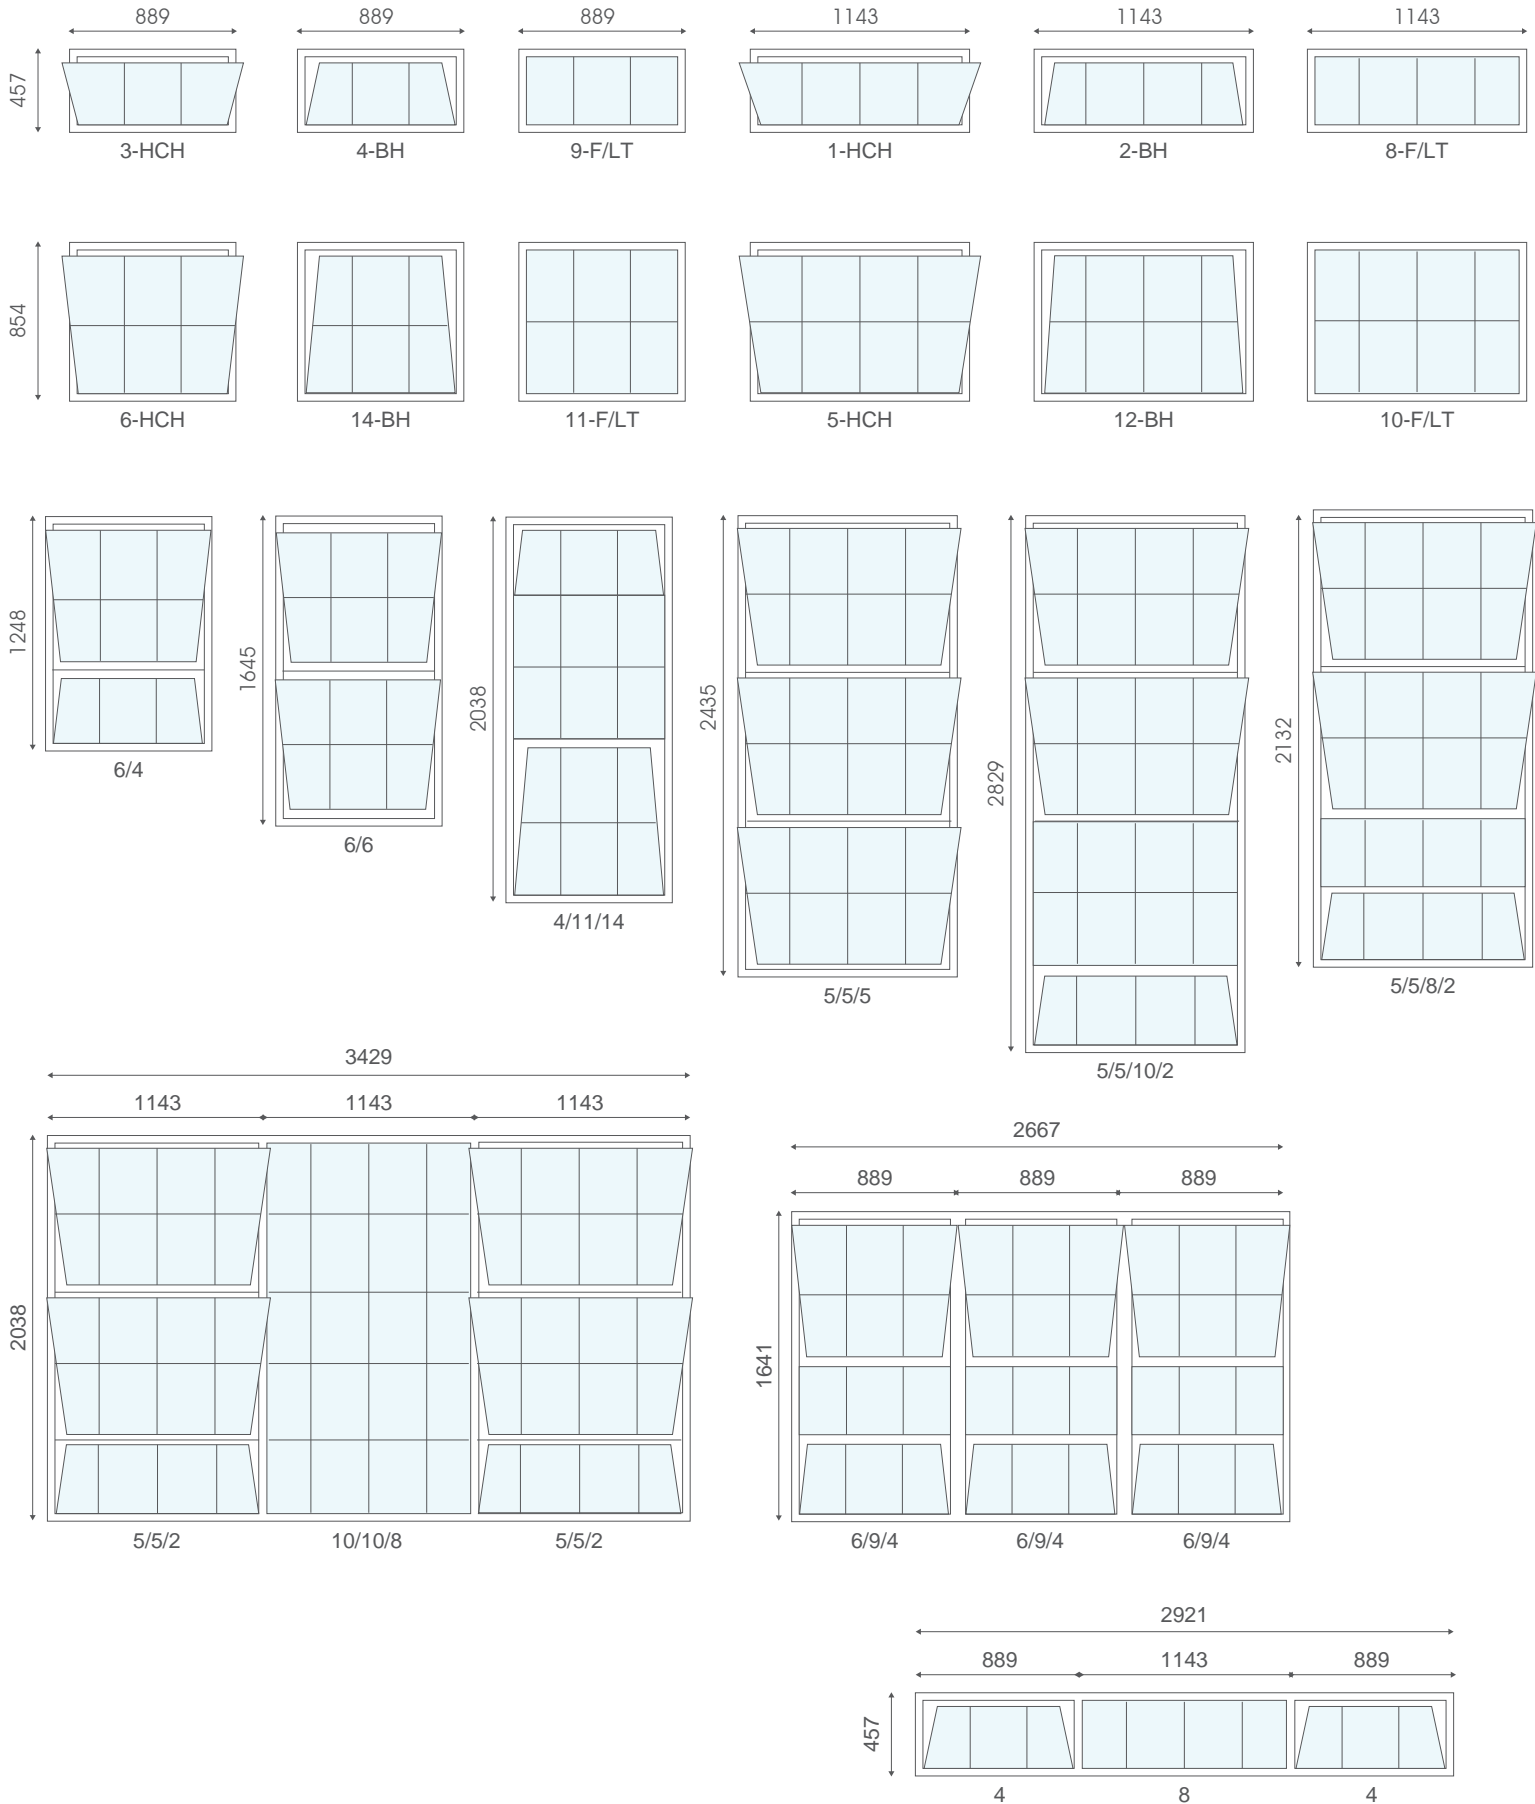 889 889 889 1143 1143 1143
457
3-HCH 4-BH 9-F/LT 1-HCH 2-BH 8-F/LT
854
6-HCH 14-BH 11-F/LT 5-HCH 12-BH 10-F/LT
1248
1645
2038
2435
2829
2132
6/4
6/6
4/11/14
5/5/5
5/5/10/2
5/5/8/2
3429
1143 1143 1143
2038
5/5/2 10/10/8 5/5/2
2667
889 889 889
1641
6/9/4 6/9/4 6/9/4
2921
889 1143 889
457
4 8 4